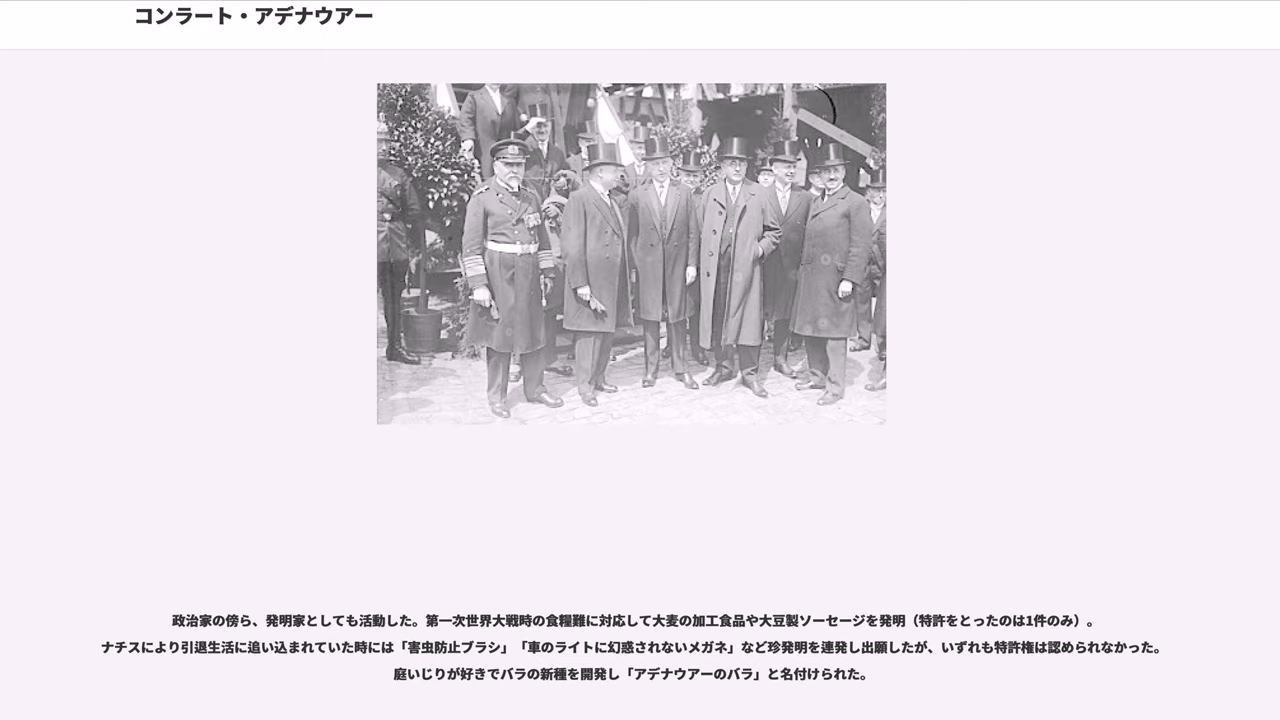 コンラート・アデナウアー
政治家の傍ら、発明家としても活動した。第一次世界大戦時の食糧難に対応して大麦の加工食品や大豆製ソーセージを発明（特許をとったのは1件のみ）。
ナチスにより引退生活に追い込まれていた時には「害虫防止ブラシ」「車のライトに幻惑されないメガネ」など珍発明を連発し出願したが、いずれも特許権は認められなかった。
庭いじりが好きでバラの新種を開発し「アデナウアーのバラ」と名付けられた。